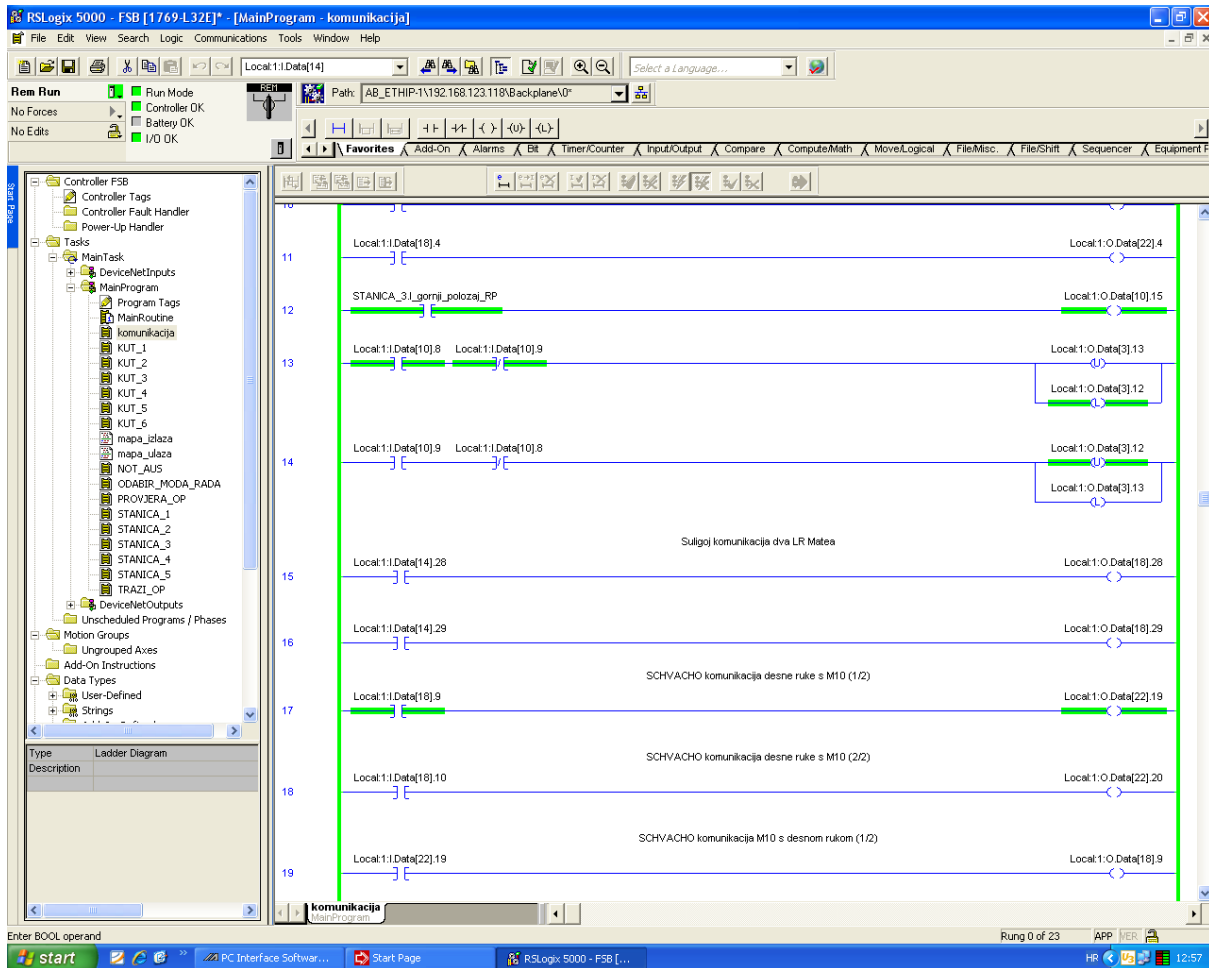 RSLogix 5000 - FSB [1769-L32E]* - [MainProgram - komunikacija]
File Edit View Search Logic Communications Tools Window Help
Local:1:I.Data[14]
Select a Language...
Rem Run
Run Mode
No Forces
Controller OK
Battery OK
No Edits
I/O OK
REM
Path: AB_ETHIP-1\192.168.123.118\Backplane\0*
Favorites Add-On Alarms Bit Timer/Counter Input/Output Compare Compute/Math Move/Logical File/Misc. File/Shift Sequencer Equipment P
Start Page
Controller FSB
Controller Tags
Controller Fault Handler
Power-Up Handler
Tasks
MainTask
DeviceNetInputs
MainProgram
Program Tags
MainRoutine
komunikacija
KUT_1
KUT_2
KUT_3
KUT_4
KUT_5
KUT_6
mapa_izlaza
mapa_ulaza
NOT_AUS
ODABIR_MODA_RADA
PROVJERA_OP
STANICA_1
STANICA_2
STANICA_3
STANICA_4
STANICA_5
TRAZI_OP
DeviceNetOutputs
Unscheduled Programs / Phases
Motion Groups
Ungrouped Axes
Add-On Instructions
Data Types
User-Defined
Strings
Type Ladder Diagram
Description
10
Local:1:I.Data[18].4 Local:1:O.Data[22].4
11
STANICA_3.I_gornji_polozaj_RP Local:1:O.Data[10].15
12
Local:1:I.Data[10].8 Local:1:I.Data[10].9 Local:1:O.Data[3].13
13
U
Local:1:O.Data[3].12
L
Local:1:I.Data[10].9 Local:1:I.Data[10].8 Local:1:O.Data[3].12
14
U
Local:1:O.Data[3].13
L
Suligoj komunikacija dva LR Matea
Local:1:I.Data[14].28 Local:1:O.Data[18].28
15
Local:1:I.Data[14].29 Local:1:O.Data[18].29
16
SCHVACHO komunikacija desne ruke s M10 (1/2)
Local:1:I.Data[18].9 Local:1:O.Data[22].19
17
SCHVACHO komunikacija desne ruke s M10 (2/2)
Local:1:I.Data[18].10 Local:1:O.Data[22].20
18
SCHVACHO komunikacija M10 s desnom rukom (1/2)
Local:1:I.Data[22].19 Local:1:O.Data[18].9
19
komunikacija
MainProgram
Enter BOOL operand
Rung 0 of 23 APP VER
start
PC Interface Softwar...
Start Page
RSLogix 5000 - FSB [...
HR
12:57